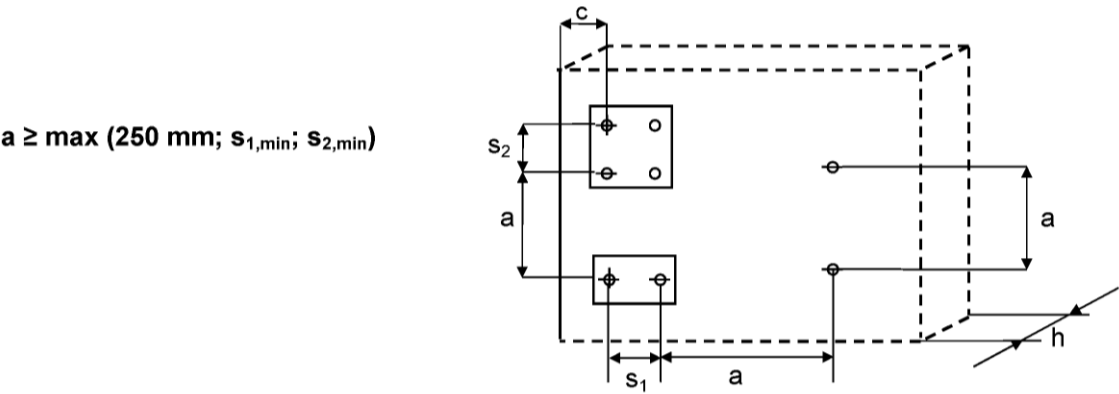 c
a ≥ max (250 mm; s1,min; s2,min)
s2
a
a
h
s1
a